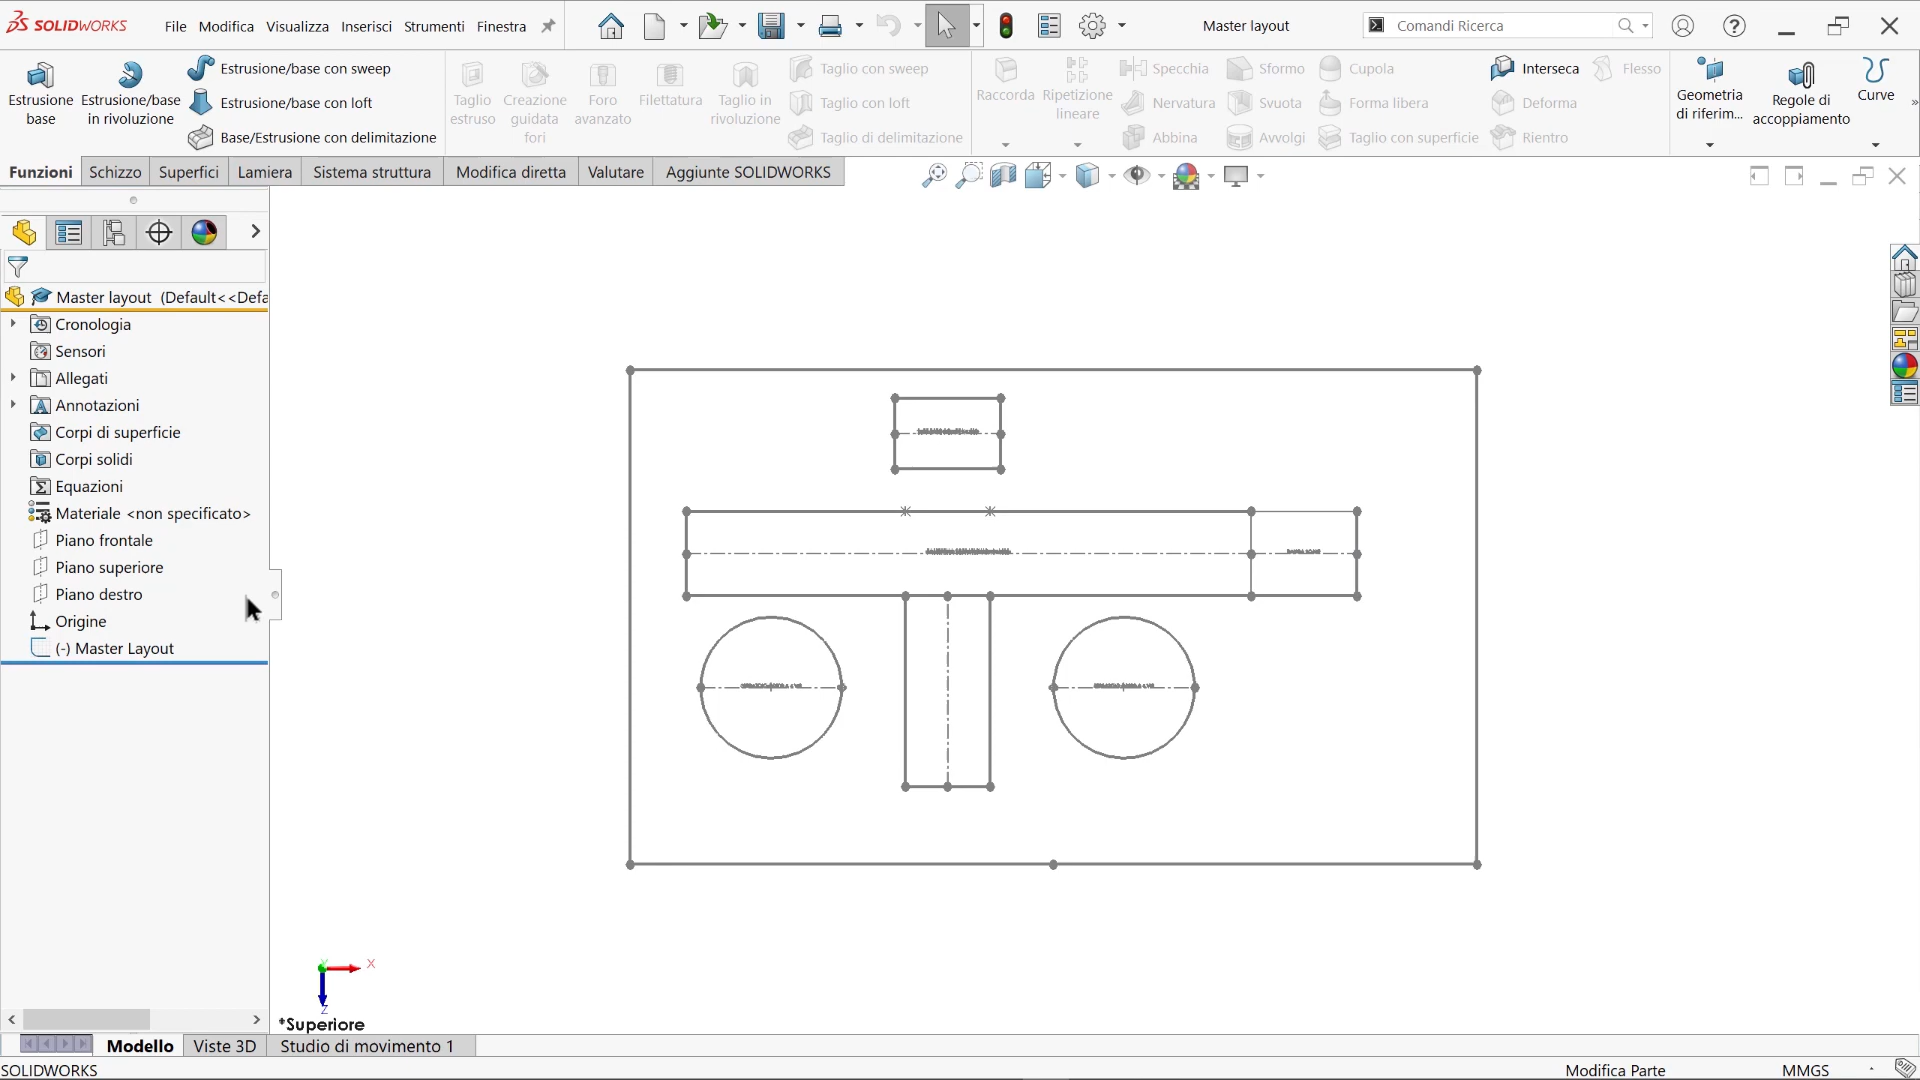 SOLIDWORKS
File Modifica Visualizza Inserisci Strumenti Finestra
Master layout
Comandi Ricerca
Estrusione base
Estrusione/base in rivoluzione
Estrusione/base con sweep
Estrusione/base con loft
Base/Estrusione con delimitazione
Taglio estruso
Creazione guidata fori
Foro avanzato
Filettatura
Taglio in rivoluzione
Taglio con sweep
Taglio con loft
Taglio di delimitazione
Raccorda
Ripetizione lineare
Specchia
Nervatura
Abbina
Sformo
Svuota
Avvolgi
Cupola
Forma libera
Taglio con superficie
Interseca
Deforma
Rientro
Flesso
Geometria di riferim...
Regole di accoppiamento
Curve
»
Funzioni Schizzo Superfici Lamiera Sistema struttura Modifica diretta Valutare Aggiunte SOLIDWORKS
Master layout (Default<<Defa
Cronologia
Sensori
Allegati
Annotazioni
Corpi di superficie
Corpi solidi
Equazioni
Materiale <non specificato>
Piano frontale
Piano superiore
Piano destro
Origine
(-) Master Layout
X
Z
*Superiore
Modello Viste 3D Studio di movimento 1
SOLIDWORKS
Modifica Parte
MMGS